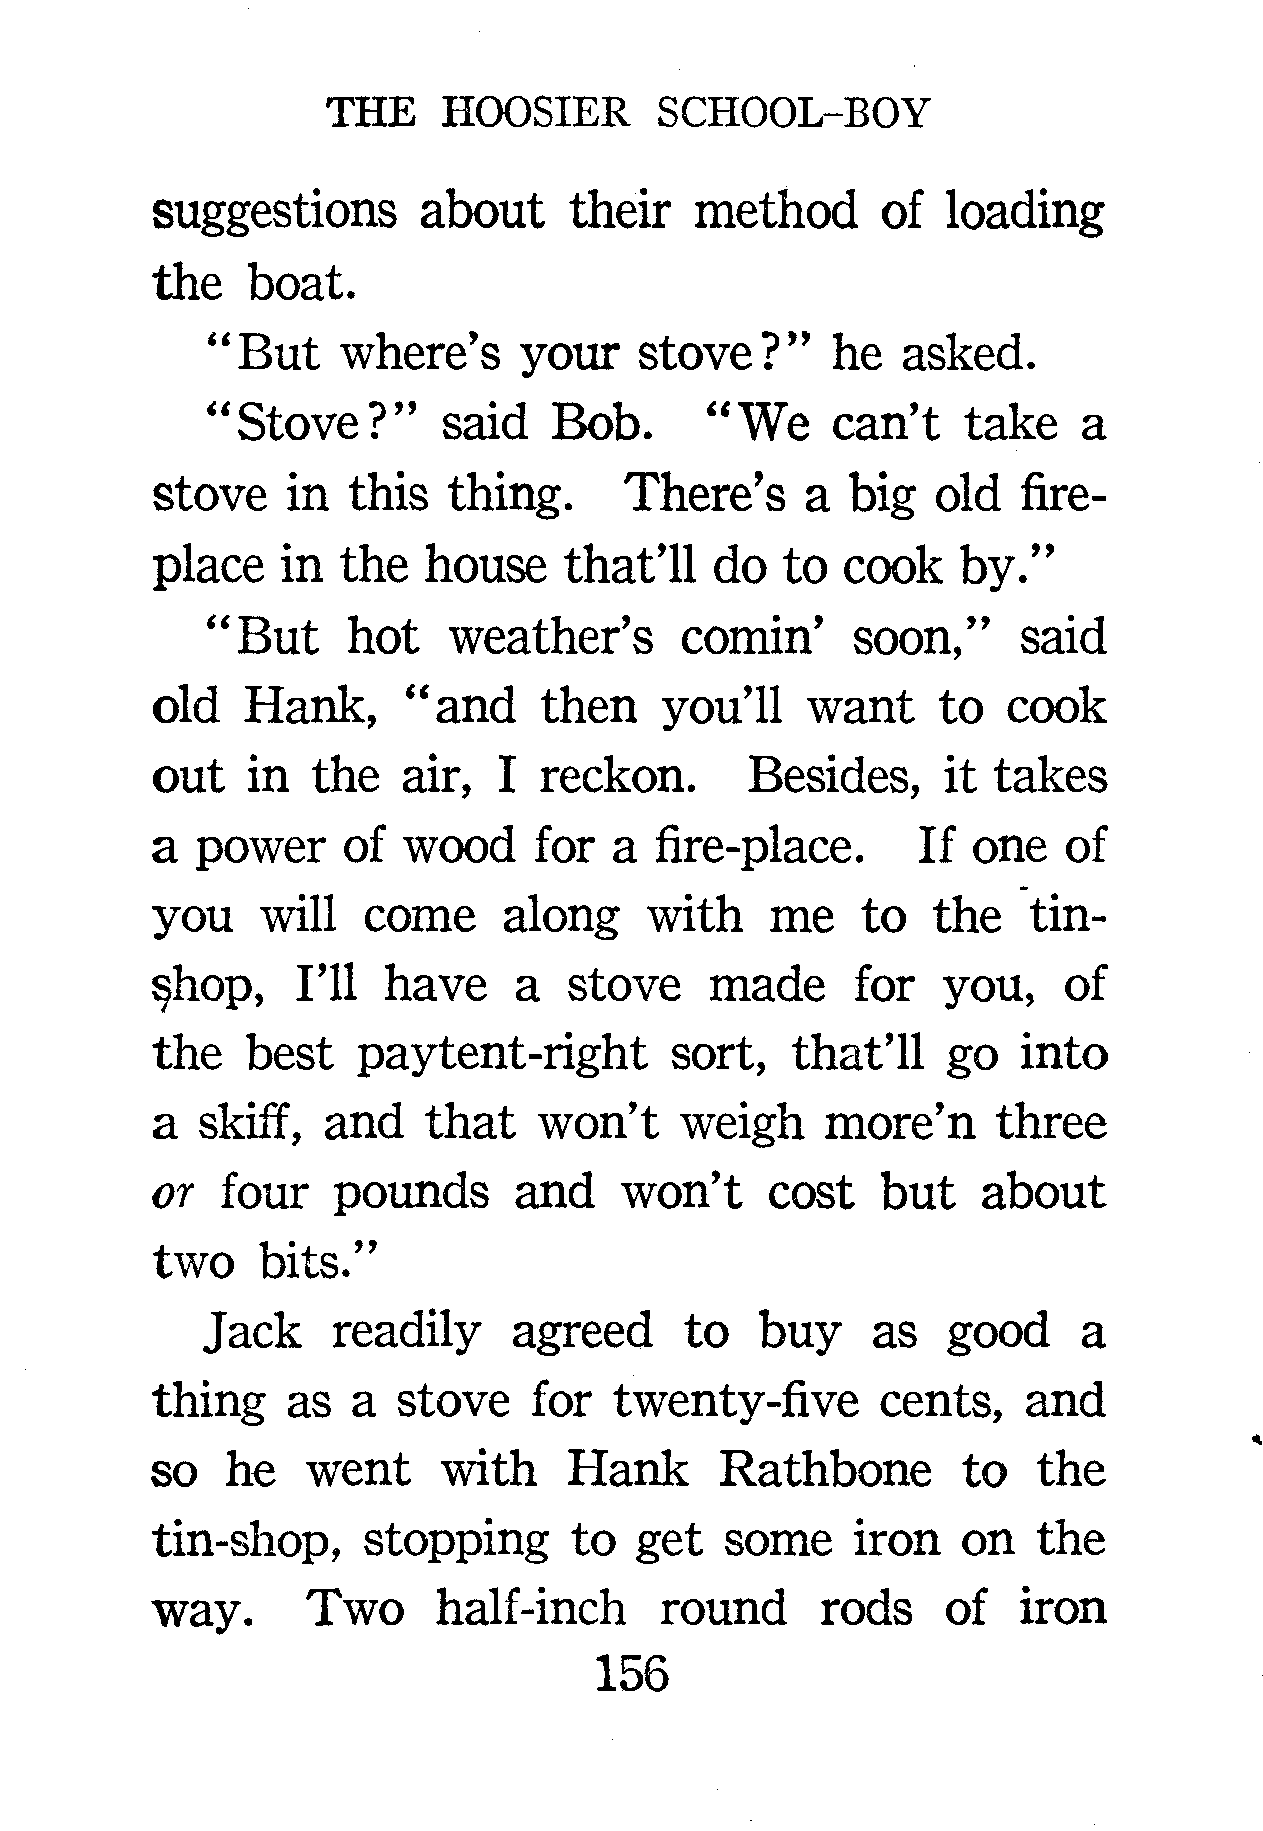 THE HOOSIER SCHOOL-BOY
suggestions about their method of loading
the boat.
"But where's your stove?" he asked.
"Stove?" said Bob. "We can't take a
stove in this thing. There's a big old fire-
place in the house that'll do to cook by."
"But hot weather's comin' soon," said
old Hank, "and then you'll want to cook
out in the air, I reckon. Besides, it takes
a power of wood for a fire-place. If one of
you will come along with me to the tin-
shop, I'll have a stove made for you, of
the best paytent-right sort, that'll go into
a skiff, and that won't weigh more'n three
or four pounds and won't cost but about
two bits."
Jack readily agreed to buy as good a
thing as a stove for twenty-five cents, and
so he went with Hank Rathbone to the
tin-shop, stopping to get some iron on the
way. Two half-inch round rods of iron
156